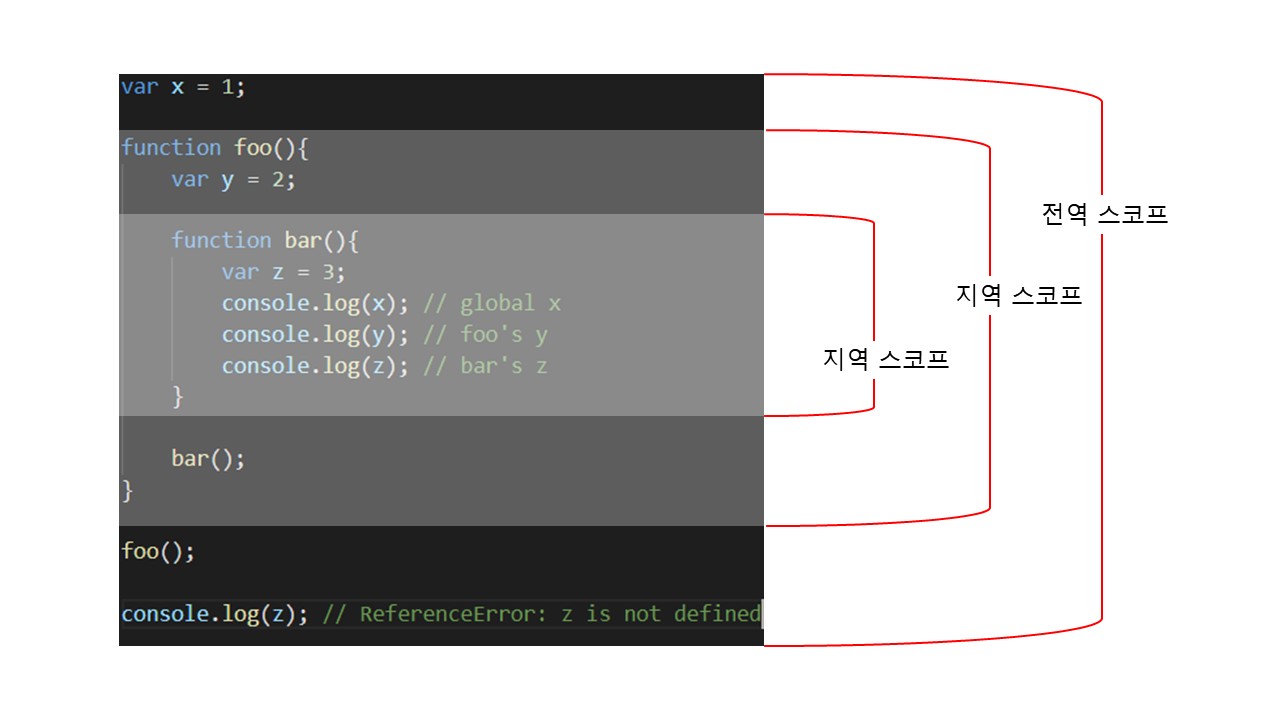 var x = 1;
function foo(){
    var y = 2;
    function bar(){
        var z = 3;
        console.log(x); // global x
        console.log(y); // foo's y
        console.log(z); // bar's z
    }
    bar();
}
foo();
console.log(z); // ReferenceError: z is not defined
전역 스코프
지역 스코프
지역 스코프